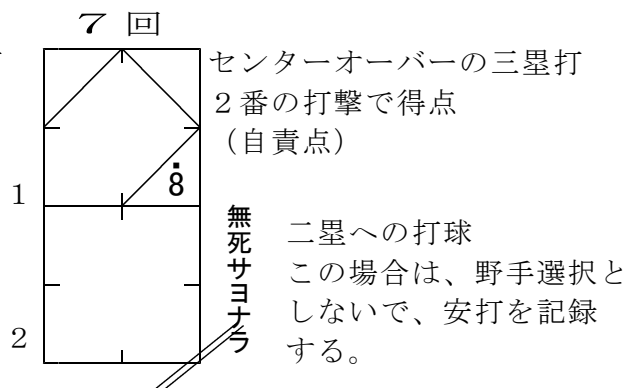 ７ 回
センターオーバーの三塁打
２番の打撃で得点
（自責点）
8
1
無死サヨナラ
二塁への打球
この場合は、野手選択と
しないで、安打を記録
する。
2